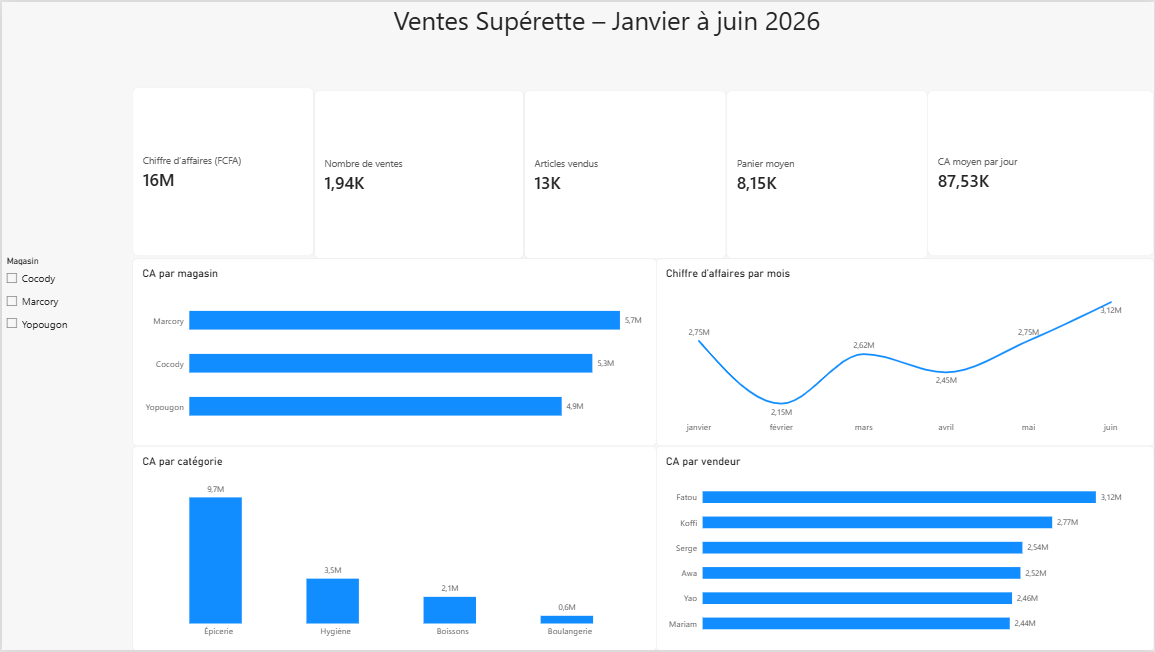 Ventes Supérette – Janvier à juin 2026
Chiffre d'affaires (FCFA)
16M
Nombre de ventes
1,94K
Articles vendus
13K
Panier moyen
8,15K
CA moyen par jour
87,53K
Magasin
Cocody
Marcory
Yopougon
CA par magasin
Marcory 5,7M
Cocody 5,3M
Yopougon 4,9M
Chiffre d'affaires par mois
2,75M
2,15M
2,62M
2,45M
2,75M
3,12M
janvier février mars avril mai juin
CA par catégorie
9,7M
3,5M
2,1M
0,6M
Épicerie Hygiène Boissons Boulangerie
CA par vendeur
Fatou 3,12M
Koffi 2,77M
Serge 2,54M
Awa 2,52M
Yao 2,46M
Mariam 2,44M